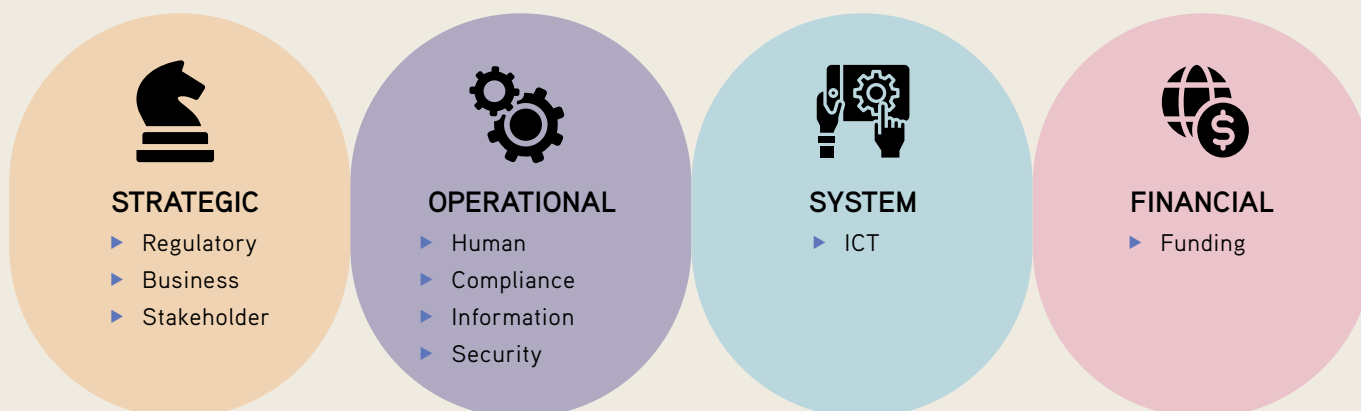 STRATEGIC
Regulatory
Business
Stakeholder
OPERATIONAL
Human
Compliance
Information
Security
SYSTEM
ICT
FINANCIAL
Funding
$